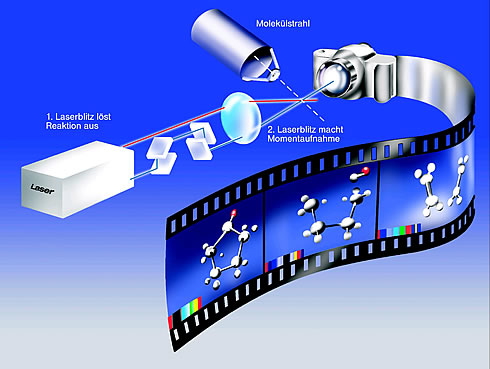 Molekülstrahl
1. Laserblitz löst
Reaktion aus
2. Laserblitz macht
Momentaufnahme
Laser